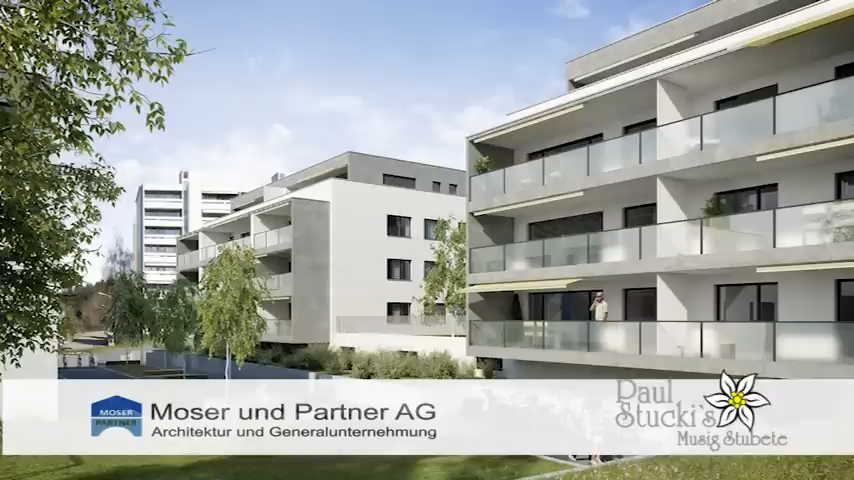 MOSER
PARTNER
Moser und Partner AG
Architektur und Generalunternehmung
Paul
Stucki's
Musig Stubete